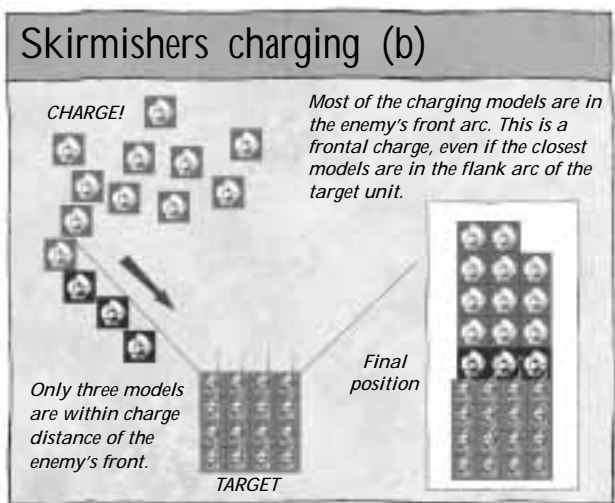 Skirmishers charging (b)
CHARGE!
Most of the charging models are in
the enemy's front arc. This is a
frontal charge, even if the closest
models are in the flank arc of the
target unit.
Only three models
are within charge
distance of the
enemy's front.
TARGET
Final
position